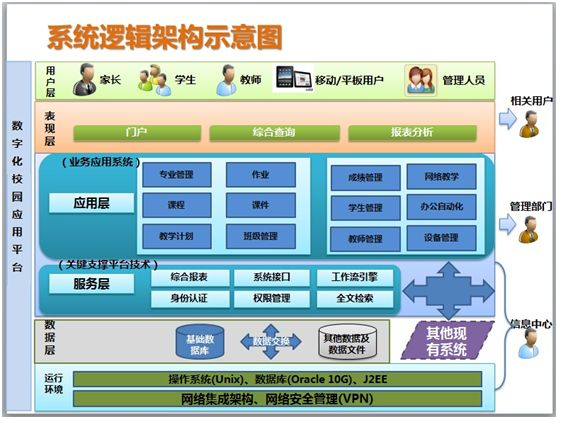 系统逻辑架构示意图
数字化校园应用平台
用户层
家长
学生
教师
移动/平板用户
管理人员
表现层
门户
综合查询
报表分析
(业务应用系统)
应用层
专业管理
作业
课程
课件
教学计划
班级管理
成绩管理
网络教学
学生管理
办公自动化
教师管理
设备管理
(关键支撑平台技术)
服务层
综合报表
系统接口
工作流引擎
身份认证
权限管理
全文检索
数据层
基础数
据库
数据交换
其他数据及
数据文件
其他现
有系统
运行
环境
操作系统(Unix)、数据库(Oracle 10G)、J2EE
网络集成架构、网络安全管理(VPN)
相关用户
管理部门
信息中心